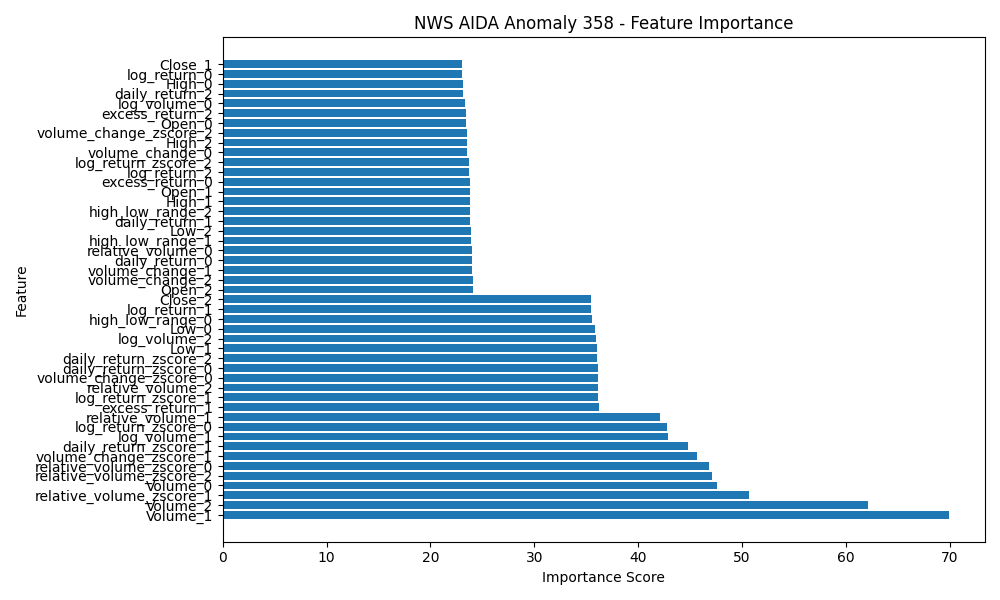 NWS AIDA Anomaly 358 - Feature Importance
Close_1
log_return_0
High_0
daily_return_2
log_volume_0
excess_return_2
Open_0
volume_change_zscore_2
High_2
volume_change_0
log_return_zscore_2
log_return_2
excess_return_0
Open_1
High_1
high_low_range_2
daily_return_1
Low_2
high_low_range_1
relative_volume_0
daily_return_0
volume_change_1
volume_change_2
Open_2
Close_2
log_return_1
high_low_range_0
Low_0
log_volume_2
Low_1
daily_return_zscore_2
daily_return_zscore_0
volume_change_zscore_0
relative_volume_2
log_return_zscore_1
excess_return_1
relative_volume_1
log_return_zscore_0
log_volume_1
daily_return_zscore_1
volume_change_zscore_1
relative_volume_zscore_0
relative_volume_zscore_2
Volume_0
relative_volume_zscore_1
Volume_2
Volume_1
Feature
0 10 20 30 40 50 60 70
Importance Score